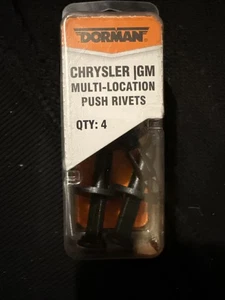 DORMAN
CHRYSLER |GM
MULTI-LOCATION
PUSH RIVETS
QTY: 4